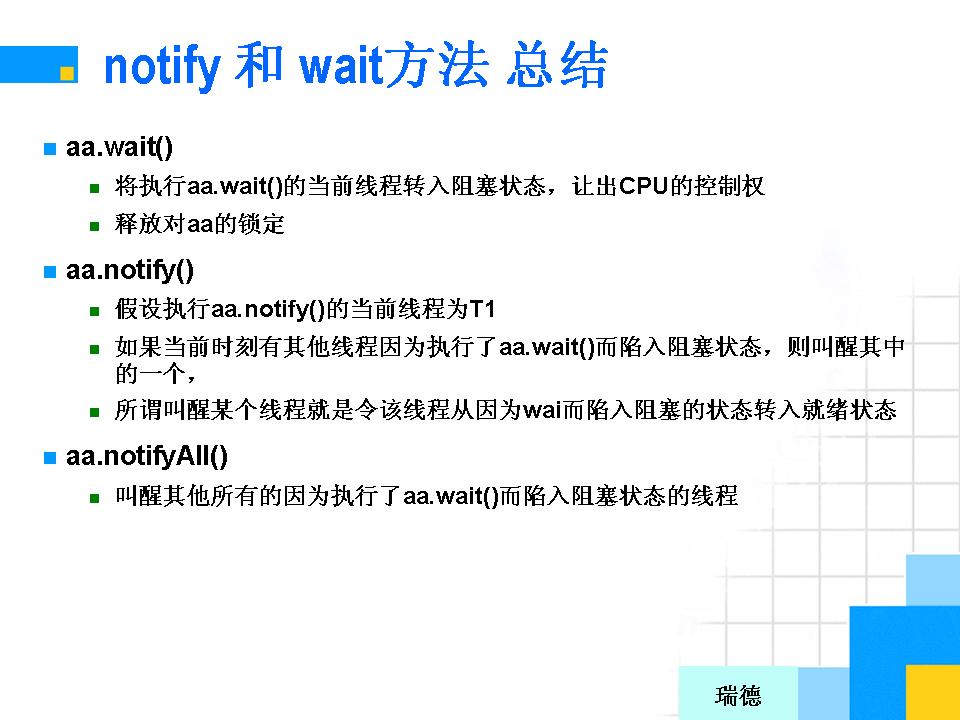 notify 和 wait方法 总结
aa.wait()
将执行aa.wait()的当前线程转入阻塞状态，让出CPU的控制权
释放对aa的锁定
aa.notify()
假设执行aa.notify()的当前线程为T1
如果当前时刻有其他线程因为执行了aa.wait()而陷入阻塞状态，则叫醒其中
的一个，
所谓叫醒某个线程就是令该线程从因为wai而陷入阻塞的状态转入就绪状态
aa.notifyAll()
叫醒其他所有的因为执行了aa.wait()而陷入阻塞状态的线程
瑞德